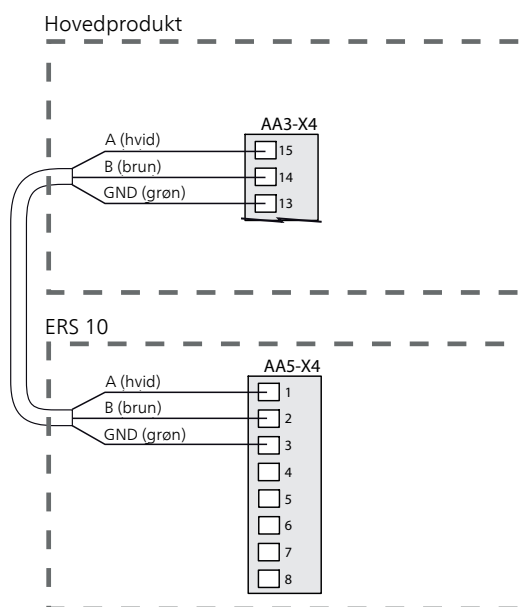 Hovedprodukt
AA3-X4
A (hvid)
15
B (brun)
14
GND (grøn)
13
ERS 10
AA5-X4
A (hvid)
1
B (brun)
2
GND (grøn)
3
4
5
6
7
8